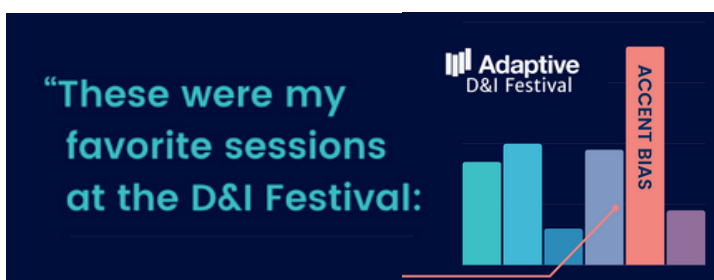 “These were my
favorite sessions
at the D&I Festival:
Adaptive
D&I Festival
ACCENT BIAS